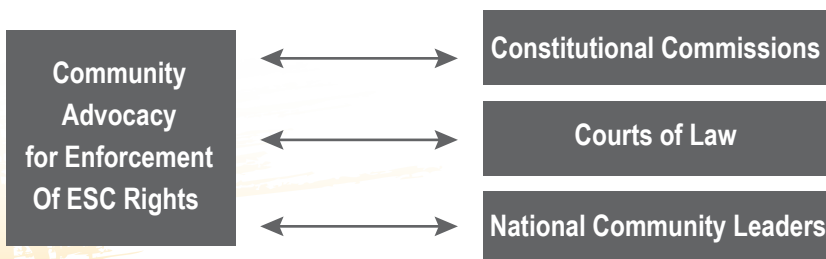 Community
Advocacy
for Enforcement
Of ESC Rights
Constitutional Commissions
Courts of Law
National Community Leaders